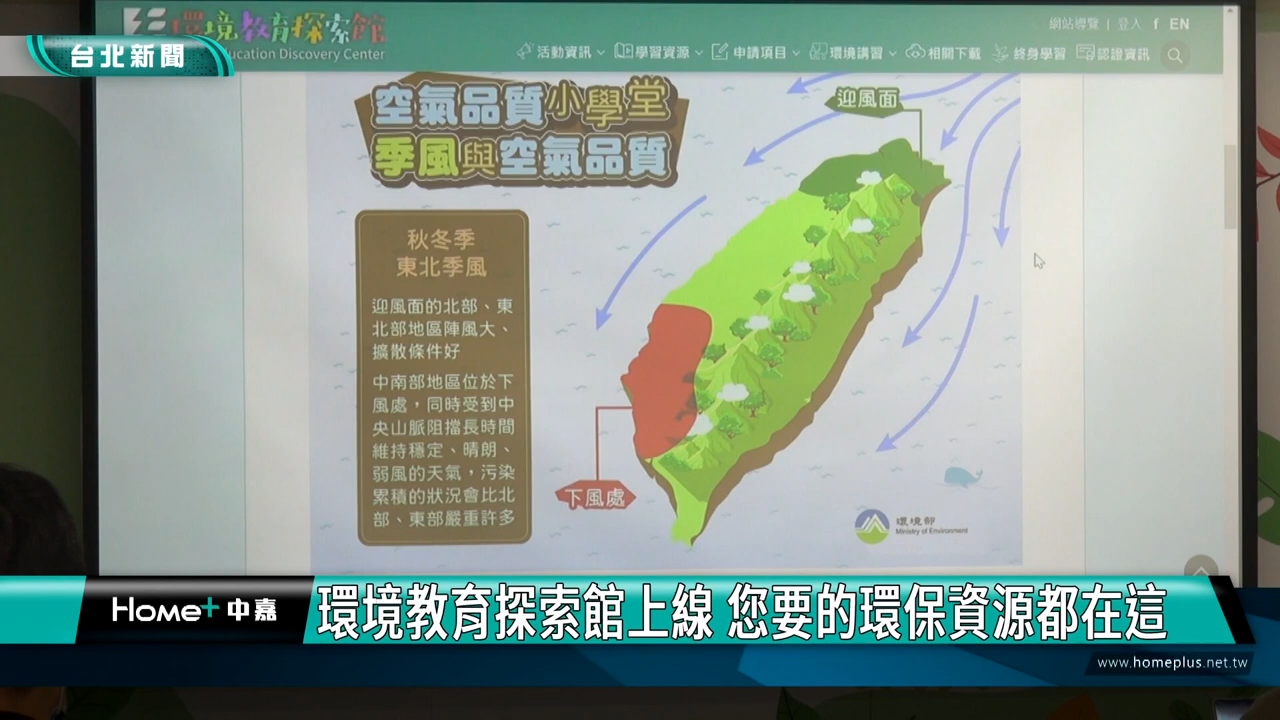 環境教育探索館
ducation Discovery Center
網站導覽 | 登入 f EN
台北新聞
活動資訊 學習資源 申請項目 環境講習 相關下載 終身學習 認證資訊
空氣品質小學堂
季風與空氣品質
迎風面
秋冬季
東北季風
迎風面的北部、東
北部地區陣風大、
擴散條件好
中南部地區位於下
風處，同時受到中
央山脈阻擋長時間
維持穩定、晴朗、
弱風的天氣，污染
累積的狀況會比北
部、東部嚴重許多
下風處
環境部
Ministry of Environment
Home+中嘉
環境教育探索館上線 您要的環保資源都在這
www.homeplus.net.tw